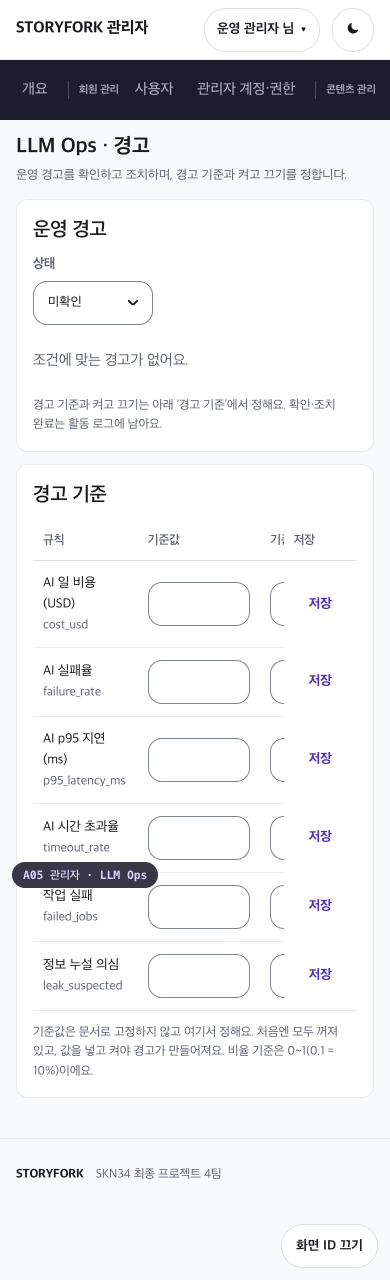 STORYFORK 관리자
운영 관리자 님 ▾
개요
회원 관리
사용자
관리자 계정·권한
콘텐츠 관리
LLM Ops · 경고
운영 경고를 확인하고 조치하며, 경고 기준과 켜고 끄기를 정합니다.
운영 경고
상태
미확인
조건에 맞는 경고가 없어요.
경고 기준과 켜고 끄기는 아래 '경고 기준'에서 정해요. 확인·조치
완료는 활동 로그에 남아요.
경고 기준
규칙 기준값 저장
AI 일 비용
(USD)
cost_usd
저장
AI 실패율
failure_rate
저장
AI p95 지연
(ms)
p95_latency_ms
저장
AI 시간 초과율
timeout_rate
저장
A05 관리자 · LLM Ops
작업 실패
failed_jobs
저장
정보 누설 의심
leak_suspected
저장
기준값은 문서로 고정하지 않고 여기서 정해요. 처음엔 모두 꺼져
있고, 값을 넣고 켜야 경고가 만들어져요. 비율 기준은 0~1(0.1 =
10%)이에요.
STORYFORK SKN34 최종 프로젝트 4팀
화면 ID 끄기